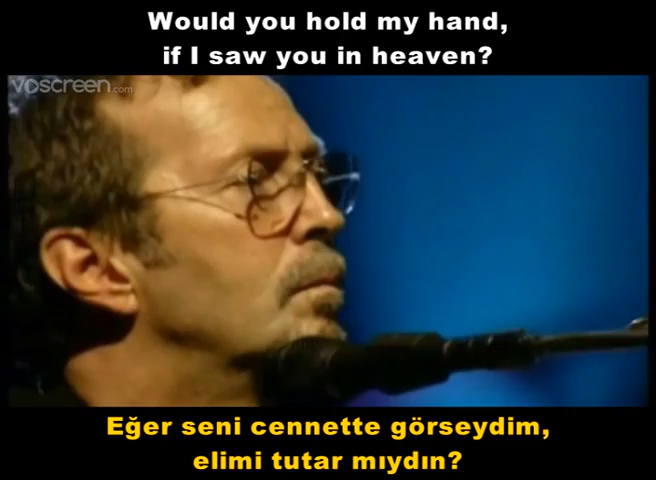 Would you hold my hand,
if I saw you in heaven?
voscreen.com
Eğer seni cennette görseydim,
elimi tutar mıydın?